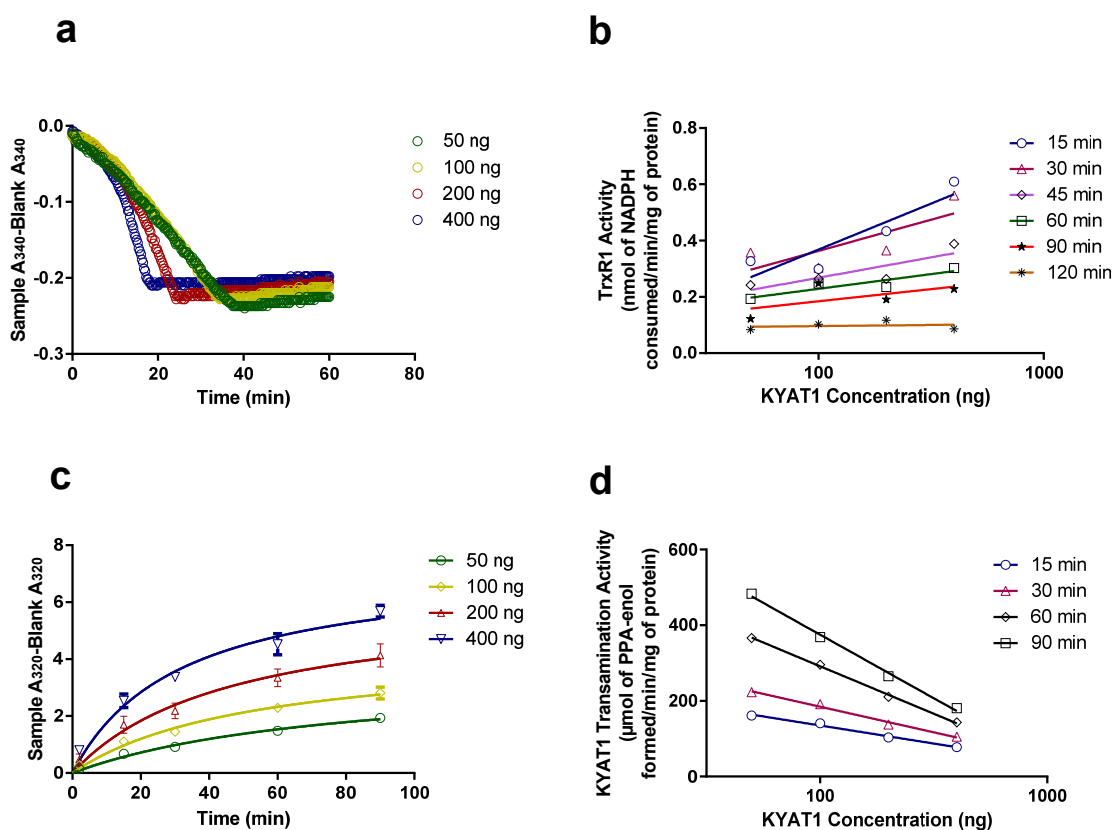 a
Sample A340-Blank A340
0.0
-0.1
-0.2
-0.3
0
20
40
60
80
Time (min)
50 ng
100 ng
200 ng
400 ng
b
TrxR1 Activity
(nmol of NADPH
consumed/min/mg of protein)
0.8
0.6
0.4
0.2
0.0
100
1000
KYAT1 Concentration (ng)
15 min
30 min
45 min
60 min
90 min
120 min
c
Sample A320-Blank A320
8
6
4
2
0
0
20
40
60
80
100
Time (min)
50 ng
100 ng
200 ng
400 ng
d
KYAT1 Transamination Activity
(μmol of PPA-enol
formed/min/mg of protein)
600
400
200
0
100
1000
KYAT1 Concentration (ng)
15 min
30 min
60 min
90 min